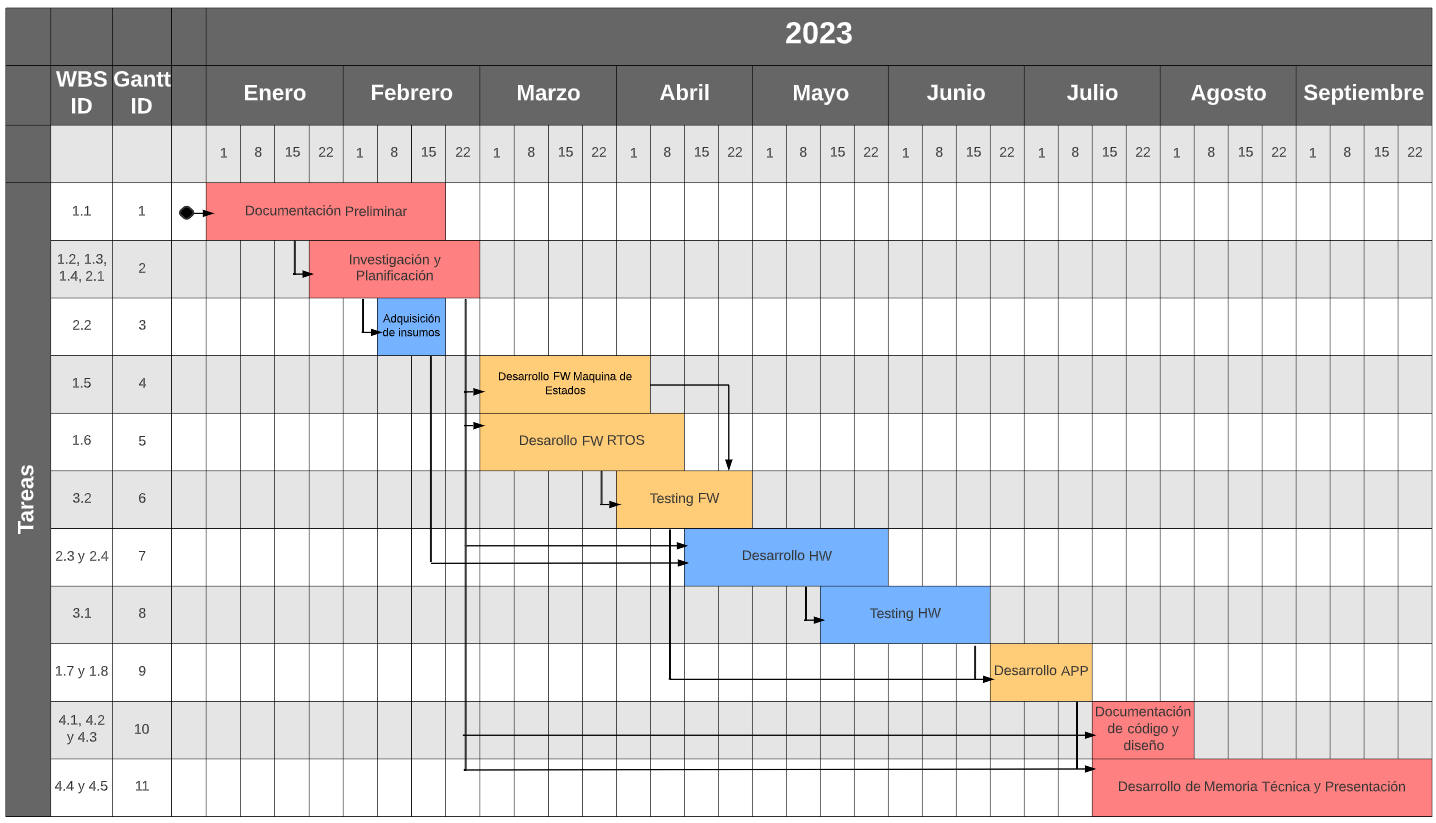 2023
WBS ID
Gantt ID
Enero
Febrero
Marzo
Abril
Mayo
Junio
Julio
Agosto
Septiembre
1 8 15 22 1 8 15 22 1 8 15 22 1 8 15 22 1 8 15 22 1 8 15 22 1 8 15 22 1 8 15 22 1 8 15 22
Tareas
1.1
1
Documentación Preliminar
1.2, 1.3,
1.4, 2.1
2
Investigación y
Planificación
2.2
3
Adquisición
de insumos
1.5
4
Desarrollo FW Maquina de
Estados
1.6
5
Desarollo FW RTOS
3.2
6
Testing FW
2.3 y 2.4
7
Desarrollo HW
3.1
8
Testing HW
1.7 y 1.8
9
Desarrollo APP
4.1, 4.2
y 4.3
10
Documentación
de código y
diseño
4.4 y 4.5
11
Desarrollo de Memoria Técnica y Presentación